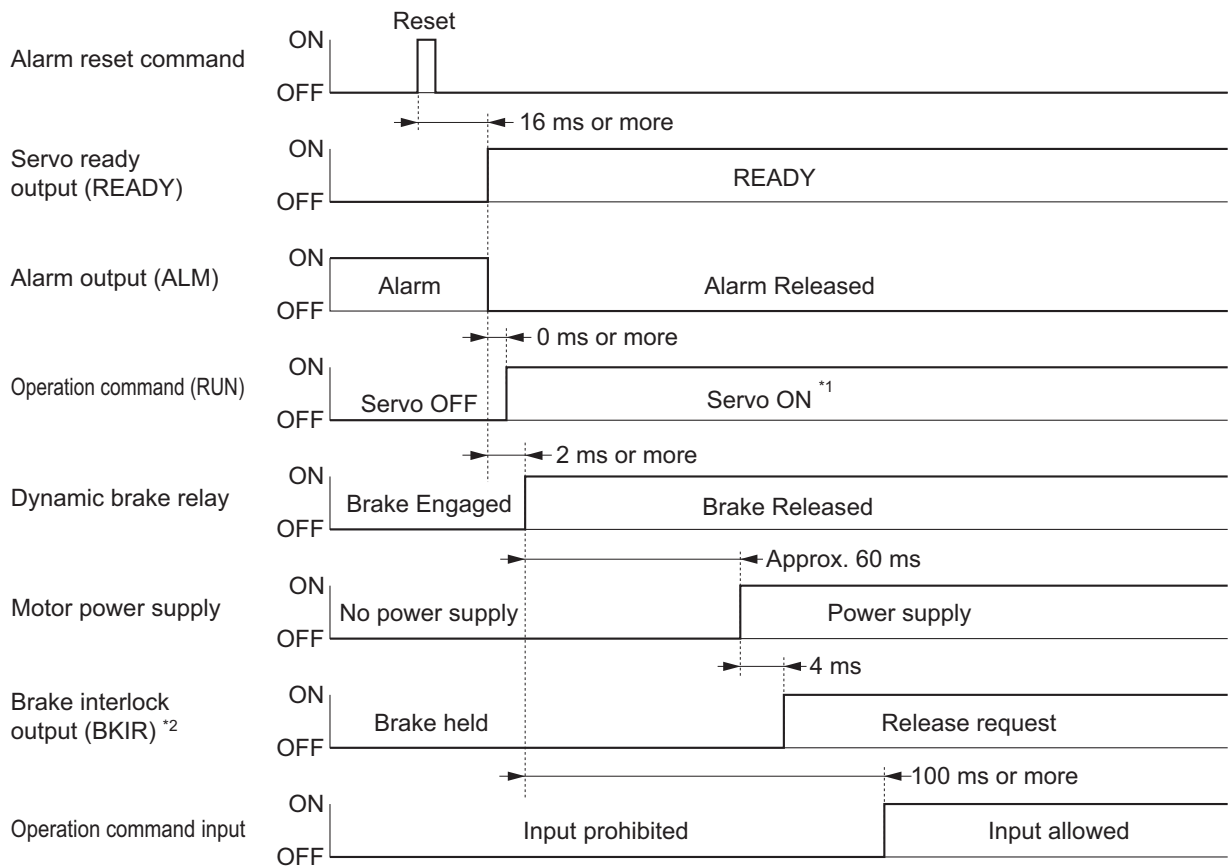 Reset
Alarm reset command
ON
OFF
16 ms or more
Servo ready
output (READY)
ON
OFF
READY
Alarm output (ALM)
ON
OFF
Alarm
Alarm Released
0 ms or more
Operation command (RUN)
ON
OFF
Servo OFF
Servo ON *1
2 ms or more
Dynamic brake relay
ON
OFF
Brake Engaged
Brake Released
Approx. 60 ms
Motor power supply
ON
OFF
No power supply
Power supply
4 ms
Brake interlock
output (BKIR) *2
ON
OFF
Brake held
Release request
100 ms or more
Operation command input
ON
OFF
Input prohibited
Input allowed